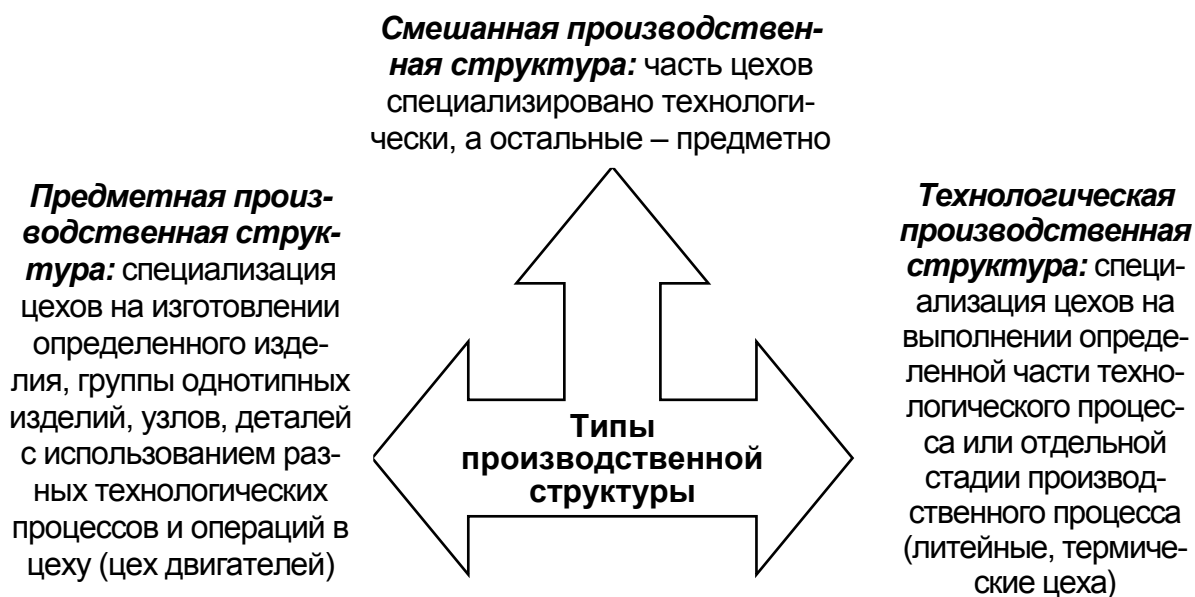 Смешанная производствен-
ная структура: часть цехов
специализировано технологи-
чески, а остальные – предметно
Предметная произ-
водственная струк-
тура: специализация
цехов на изготовлении
определенного изде-
лия, группы однотипных
изделий, узлов, деталей
с использованием раз-
ных технологических
процессов и операций в
цеху (цех двигателей)
Типы
производственной
структуры
Технологическая
производственная
структура: специ-
ализация цехов на
выполнении опреде-
ленной части техно-
логического процес-
са или отдельной
стадии производ-
ственного процесса
(литейные, термиче-
ские цеха)